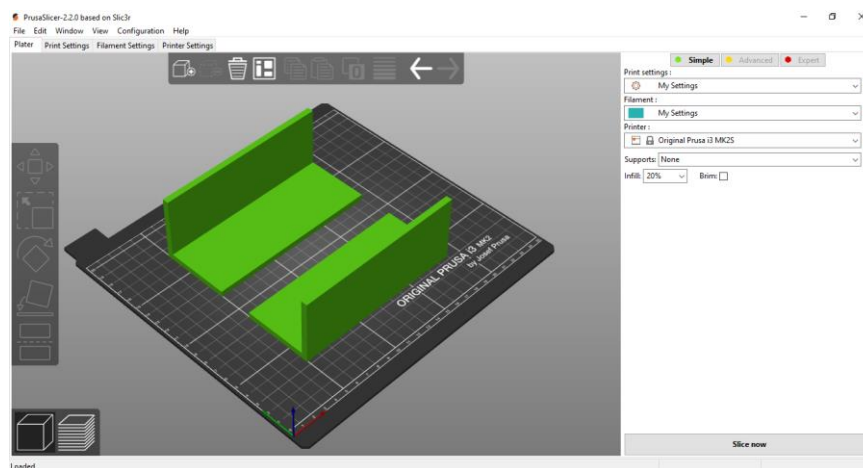 PrusaSlicer-2.2.0 based on Slic3r
File Edit Window View Configuration Help
Plater Print Settings Filament Settings Printer Settings
Simple Advanced Expert
Print settings :
My Settings
Filament :
My Settings
Printer :
Original Prusa i3 MK2S
Supports: None
Infill: 20% Brim:
ORIGINAL PRUSA i3 MK2
by Josef Prusa
Slice now
Loaded